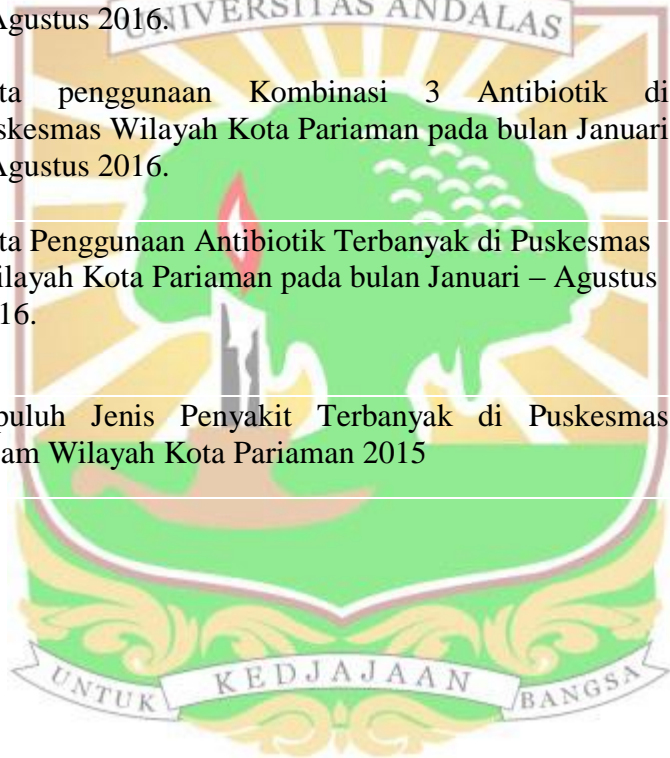 Agustus 2016.
UNIVERSITAS ANDALAS
ta penggunaan Kombinasi 3 Antibiotik di
skesmas Wilayah Kota Pariaman pada bulan Januari
Agustus 2016.
ta Penggunaan Antibiotik Terbanyak di Puskesmas
ilayah Kota Pariaman pada bulan Januari – Agustus
16.
puluh Jenis Penyakit Terbanyak di Puskesmas
am Wilayah Kota Pariaman 2015
UNTUK KEDJAJAAN BANGSA